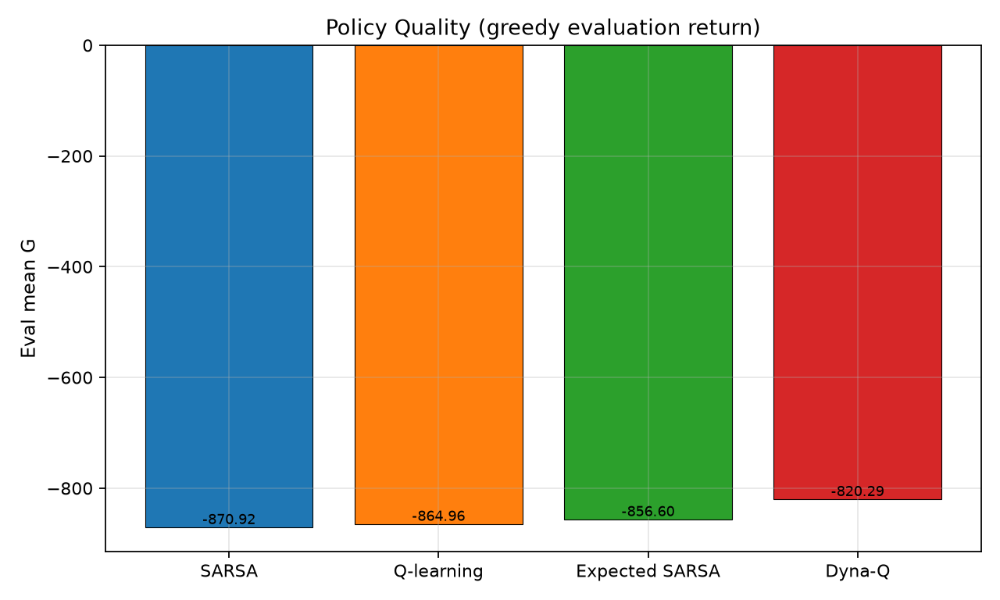 Policy Quality (greedy evaluation return)
Eval mean G
0
−200
−400
−600
−800
-870.92
-864.96
-856.60
-820.29
SARSA
Q-learning
Expected SARSA
Dyna-Q